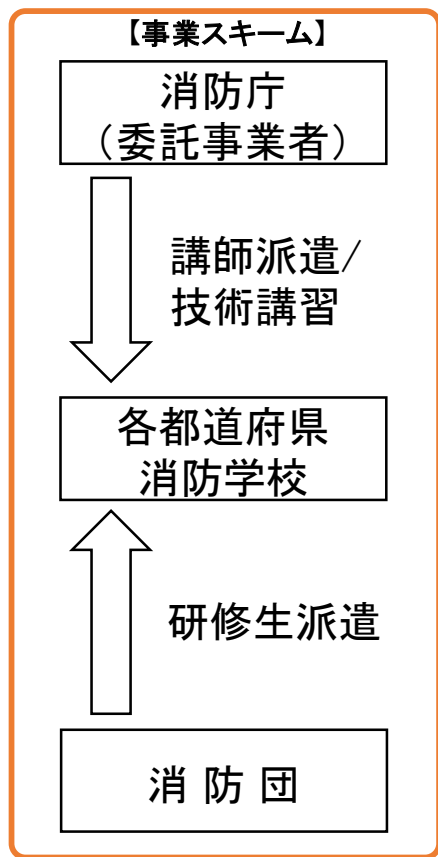 【事業スキーム】
消防庁
（委託事業者）
講師派遣/
技術講習
各都道府県
消防学校
研修生派遣
消 防 団